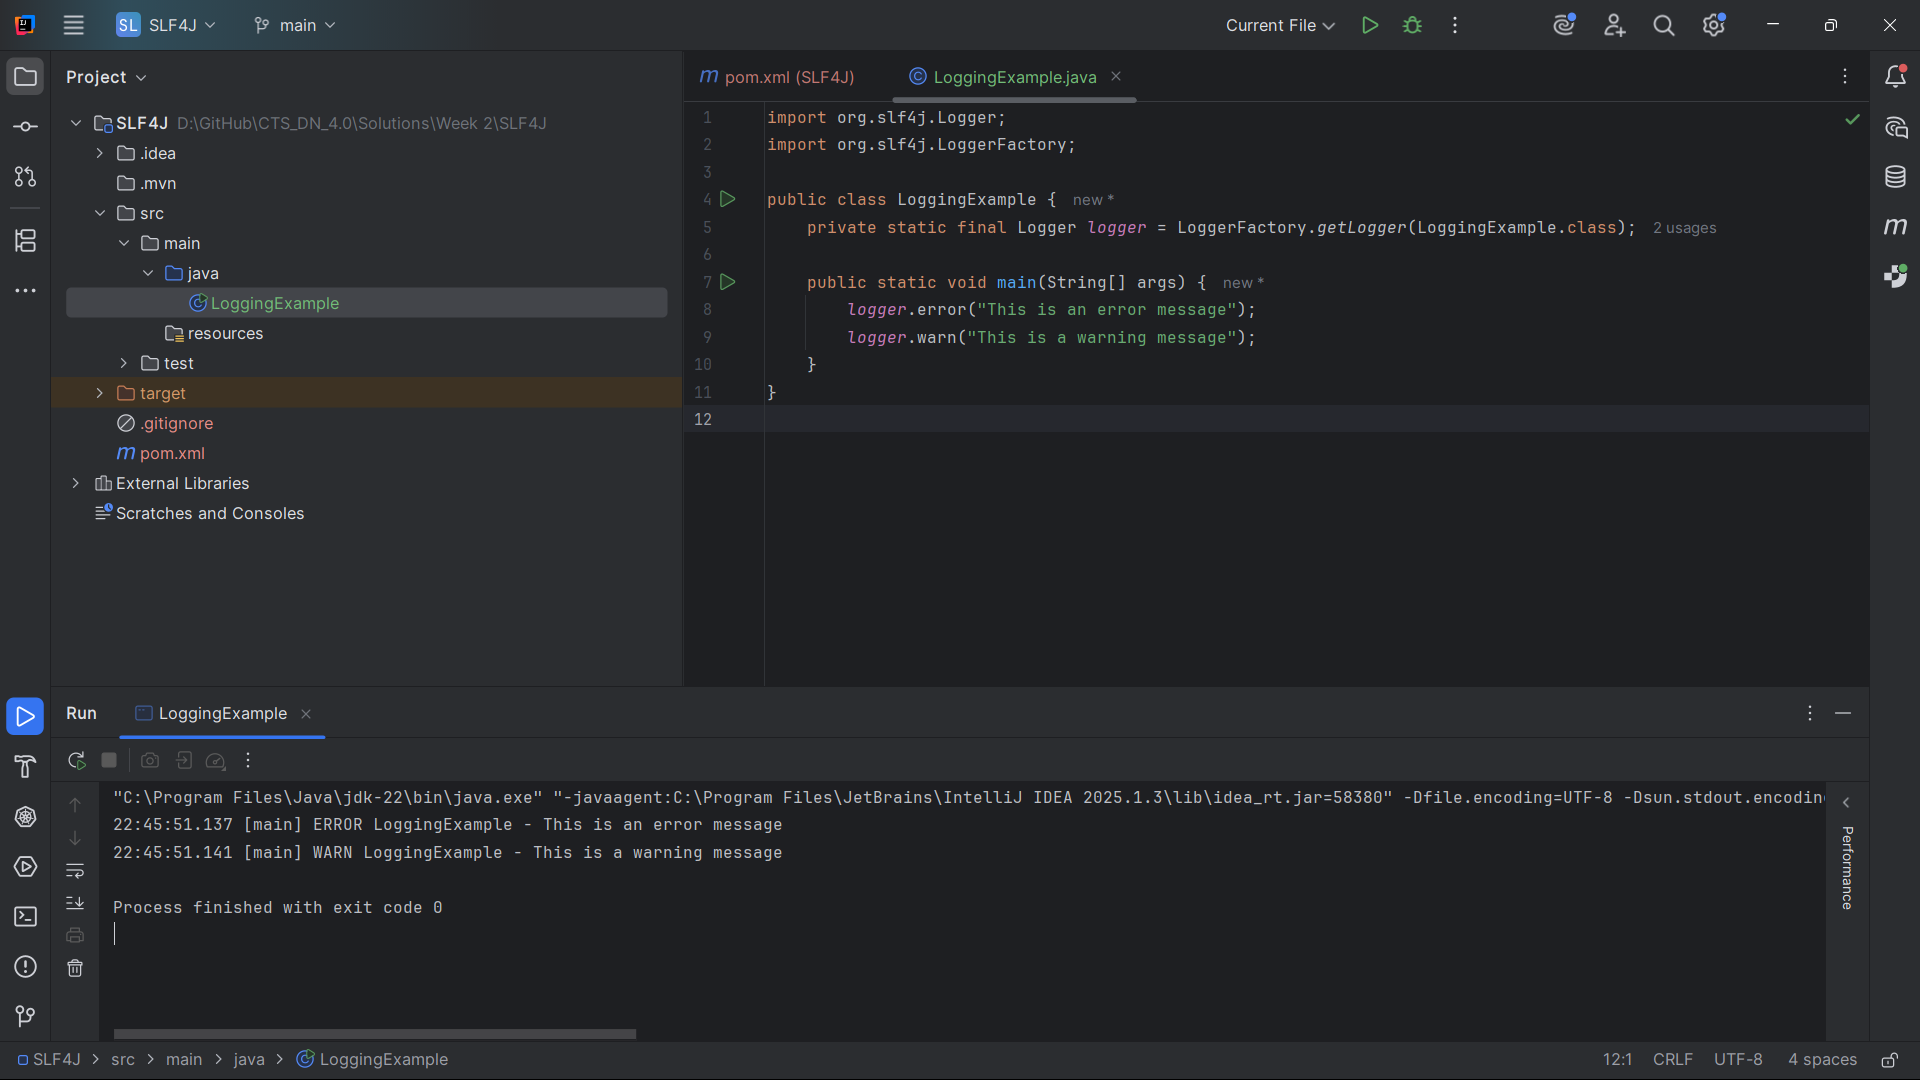 SL SLF4J main Current File
Project
SLF4J D:\GitHub\CTS_DN_4.0\Solutions\Week 2\SLF4J
.idea
.mvn
src
main
java
LoggingExample
resources
test
target
.gitignore
m pom.xml
External Libraries
Scratches and Consoles
m pom.xml (SLF4J) LoggingExample.java
1 import org.slf4j.Logger;
2 import org.slf4j.LoggerFactory;
3
4 public class LoggingExample { new *
5 private static final Logger logger = LoggerFactory.getLogger(LoggingExample.class); 2 usages
6
7 public static void main(String[] args) { new *
8 logger.error("This is an error message");
9 logger.warn("This is a warning message");
10 }
11 }
12
Run LoggingExample
"C:\Program Files\Java\jdk-22\bin\java.exe" "-javaagent:C:\Program Files\JetBrains\IntelliJ IDEA 2025.1.3\lib\idea_rt.jar=58380" -Dfile.encoding=UTF-8 -Dsun.stdout.encodin
22:45:51.137 [main] ERROR LoggingExample - This is an error message
22:45:51.141 [main] WARN LoggingExample - This is a warning message
Process finished with exit code 0
Performance
SLF4J > src > main > java > LoggingExample
12:1 CRLF UTF-8 4 spaces